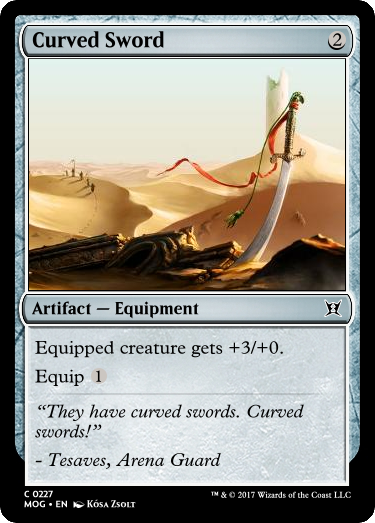 Curved Sword 2
Artifact — Equipment
Equipped creature gets +3/+0.
Equip 1
“They have curved swords. Curved
swords!”
- Tesaves, Arena Guard
C 0227
MOG • EN Kósa Zsolt
™ & © 2017 Wizards of the Coast LLC